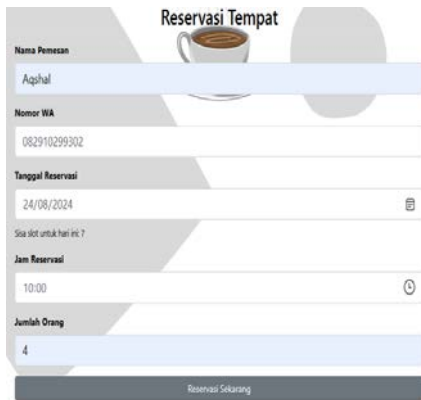 Reservasi Tempat
Nama Pemesan
Aqshal
Nomor WA
082910299302
Tanggal Reservasi
24/08/2024
Sisa slot untuk hari ini: 7
Jam Reservasi
10:00
Jumlah Orang
4
Reservasi Sekarang